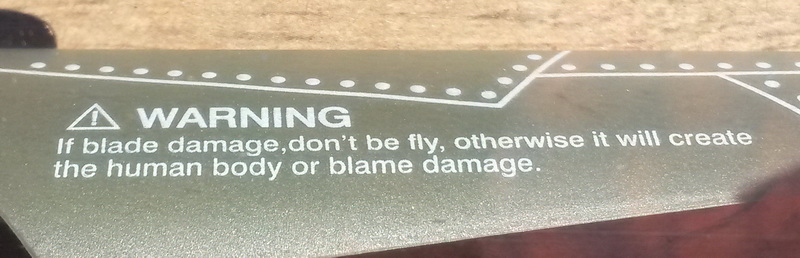 WARNING
If blade damage,don't be fly, otherwise it will create
the human body or blame damage.